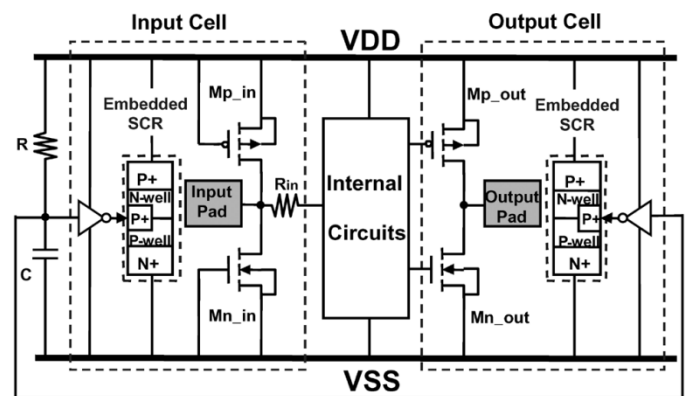 Input Cell
Output Cell
VDD
Mp_in
Mp_out
Embedded
SCR
Embedded
SCR
R
P+
N-well
P+
P-well
N+
Input
Pad
Rin
Internal
Circuits
Output
Pad
P+
N-well
P+
P-well
N+
C
Mn_in
Mn_out
VSS